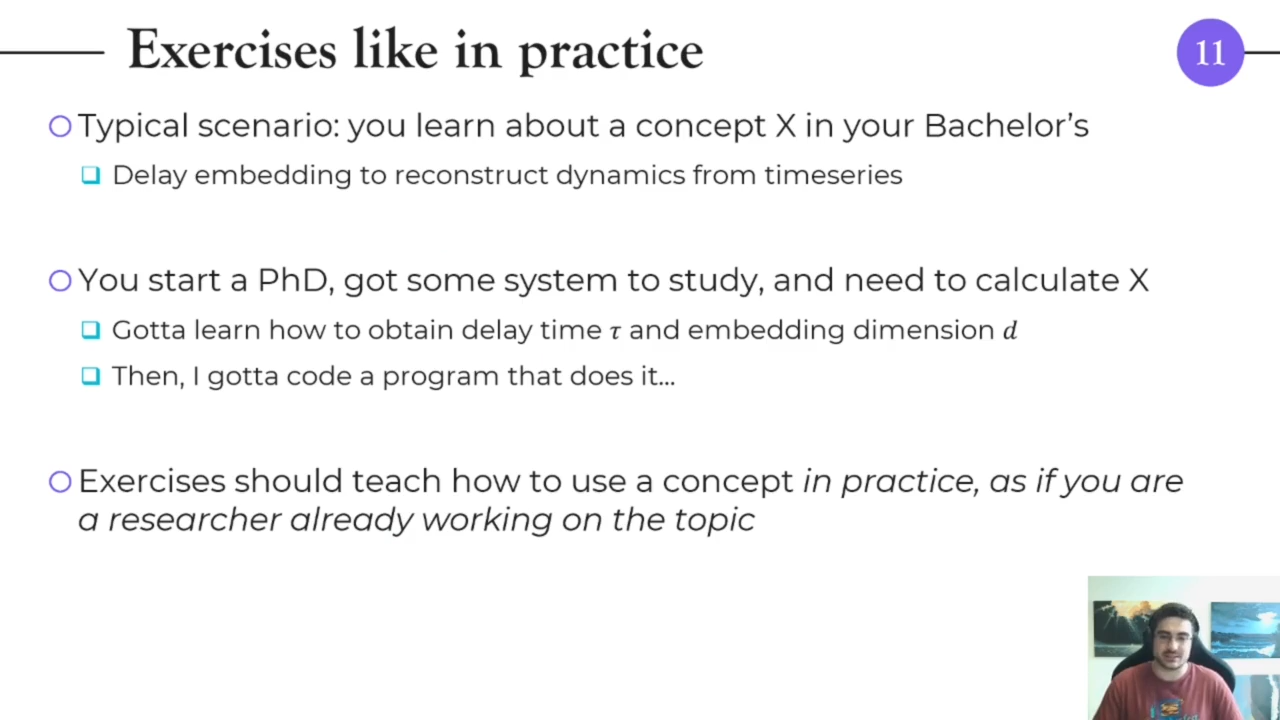 Exercises like in practice
11
Typical scenario: you learn about a concept X in your Bachelor’s
Delay embedding to reconstruct dynamics from timeseries
You start a PhD, got some system to study, and need to calculate X
Gotta learn how to obtain delay time τ and embedding dimension d
Then, I gotta code a program that does it...
Exercises should teach how to use a concept in practice, as if you are
a researcher already working on the topic